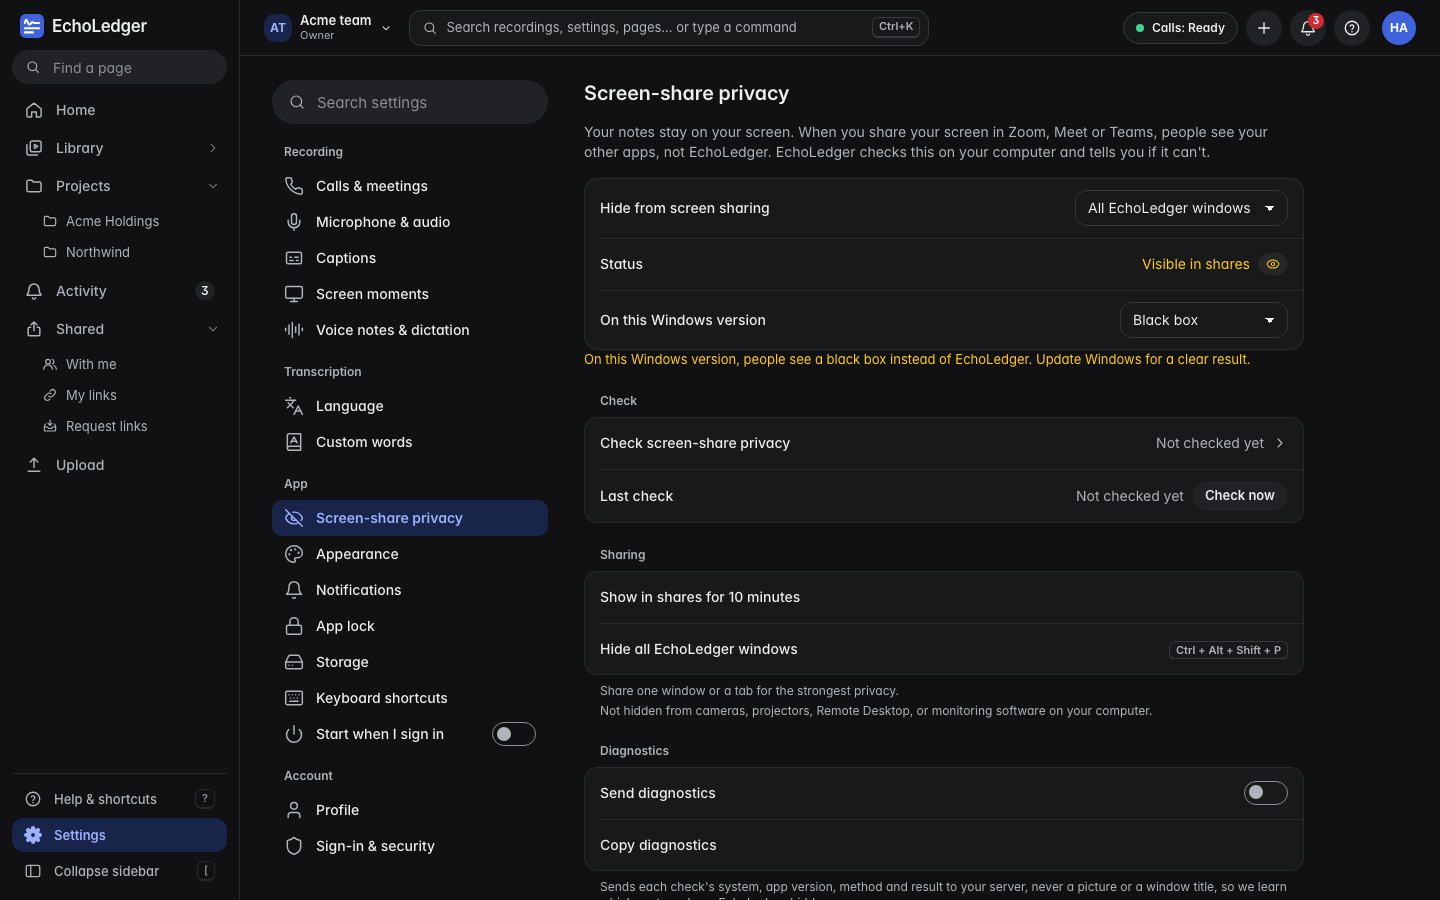 EchoLedger
Find a page
Home
Library
Projects
Acme Holdings
Northwind
Activity
3
Shared
With me
My links
Request links
Upload
Help & shortcuts
?
Settings
Collapse sidebar
[
AT
Acme team
Owner
Search recordings, settings, pages... or type a command
Ctrl+K
Calls: Ready
3
HA
Search settings
Recording
Calls & meetings
Microphone & audio
Captions
Screen moments
Voice notes & dictation
Transcription
Language
Custom words
App
Screen-share privacy
Appearance
Notifications
App lock
Storage
Keyboard shortcuts
Start when I sign in
Account
Profile
Sign-in & security
Screen-share privacy
Your notes stay on your screen. When you share your screen in Zoom, Meet or Teams, people see your
other apps, not EchoLedger. EchoLedger checks this on your computer and tells you if it can't.
Hide from screen sharing
All EchoLedger windows
Status
Visible in shares
On this Windows version
Black box
On this Windows version, people see a black box instead of EchoLedger. Update Windows for a clear result.
Check
Check screen-share privacy
Not checked yet
Last check
Not checked yet
Check now
Sharing
Show in shares for 10 minutes
Hide all EchoLedger windows
Ctrl + Alt + Shift + P
Share one window or a tab for the strongest privacy.
Not hidden from cameras, projectors, Remote Desktop, or monitoring software on your computer.
Diagnostics
Send diagnostics
Copy diagnostics
Sends each check's system, app version, method and result to your server, never a picture or a window title, so we learn